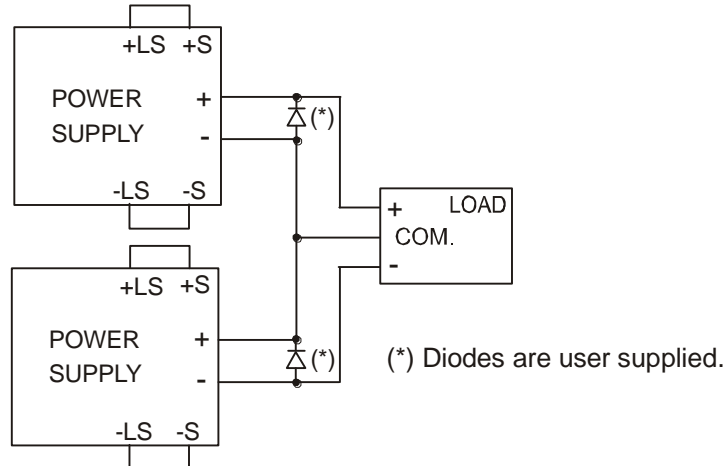 +LS +S
POWER +
SUPPLY -
(*)
-LS -S
+ LOAD
COM.
-
+LS +S
POWER +
SUPPLY -
(*)
(*) Diodes are user supplied.
-LS -S